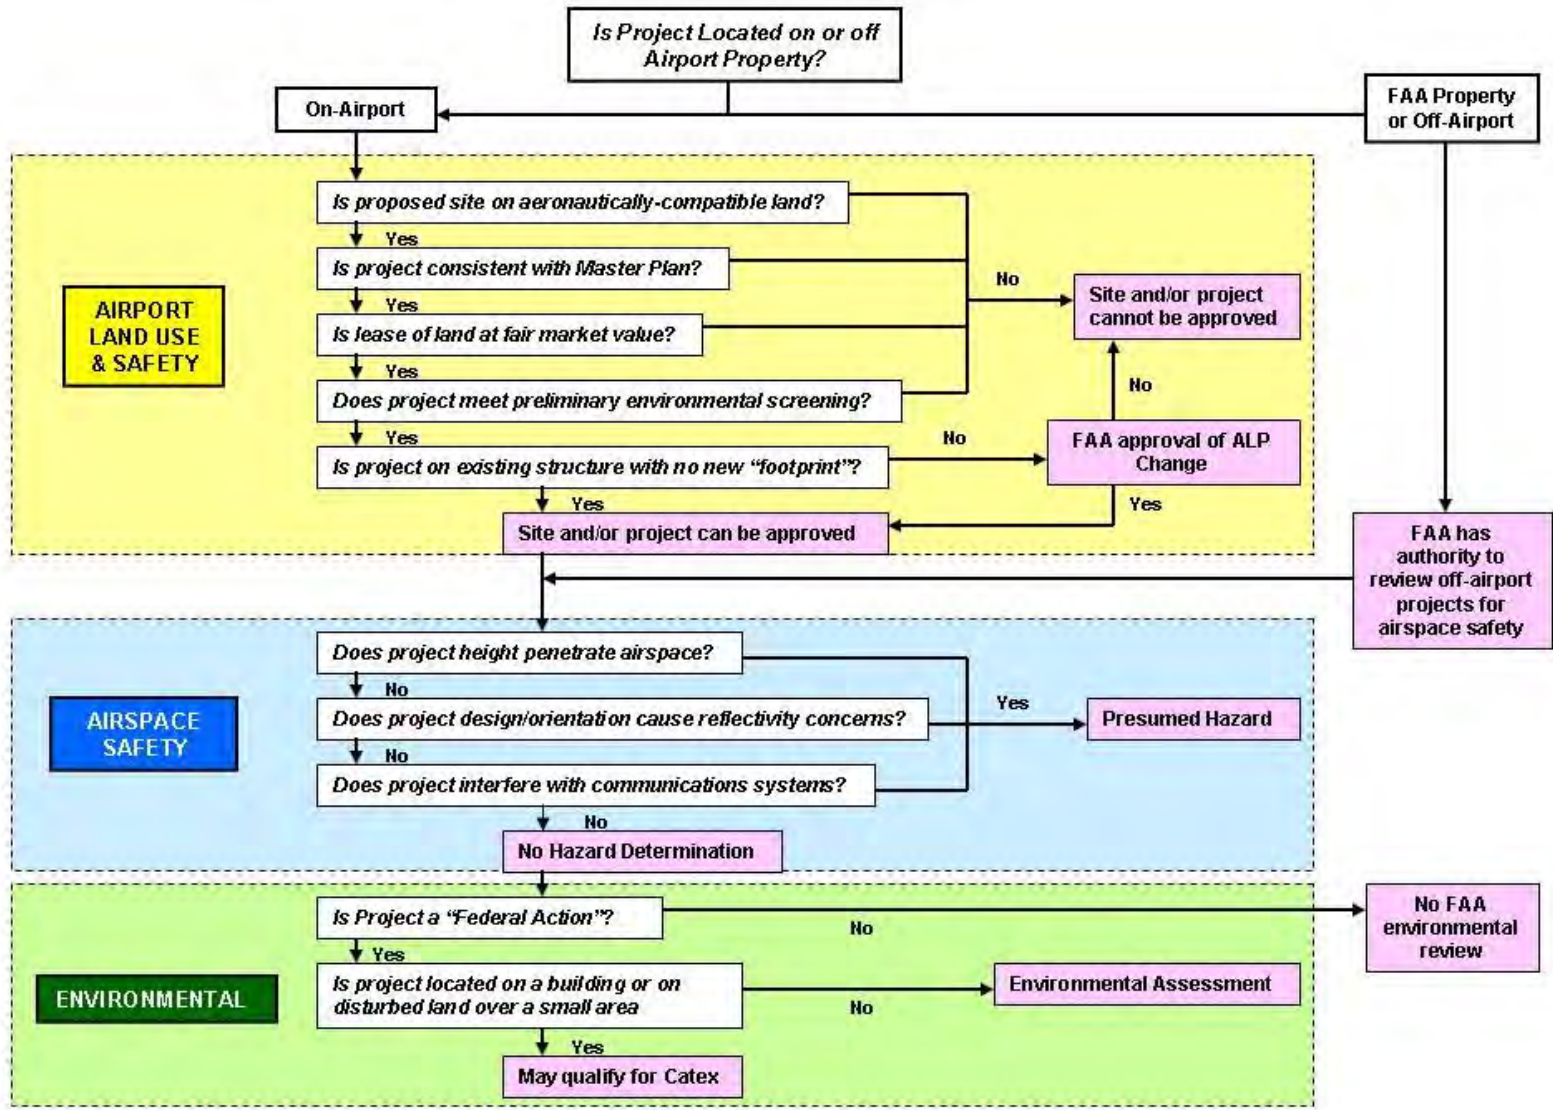 Is Project Located on or off
Airport Property?
On-Airport
FAA Property
or Off-Airport
AIRPORT
LAND USE
& SAFETY
Is proposed site on aeronautically-compatible land?
Yes
Is project consistent with Master Plan?
Yes
Is lease of land at fair market value?
Yes
Does project meet preliminary environmental screening?
Yes
Is project on existing structure with no new “footprint”?
Yes
Site and/or project can be approved
No
Site and/or project
cannot be approved
No
No
FAA approval of ALP
Change
Yes
FAA has
authority to
review off-airport
projects for
airspace safety
AIRSPACE
SAFETY
Does project height penetrate airspace?
No
Does project design/orientation cause reflectivity concerns?
No
Does project interfere with communications systems?
No
No Hazard Determination
Yes
Presumed Hazard
ENVIRONMENTAL
Is Project a “Federal Action”?
No
No FAA
environmental
review
Yes
Is project located on a building or on
disturbed land over a small area
No
Environmental Assessment
Yes
May qualify for Catex